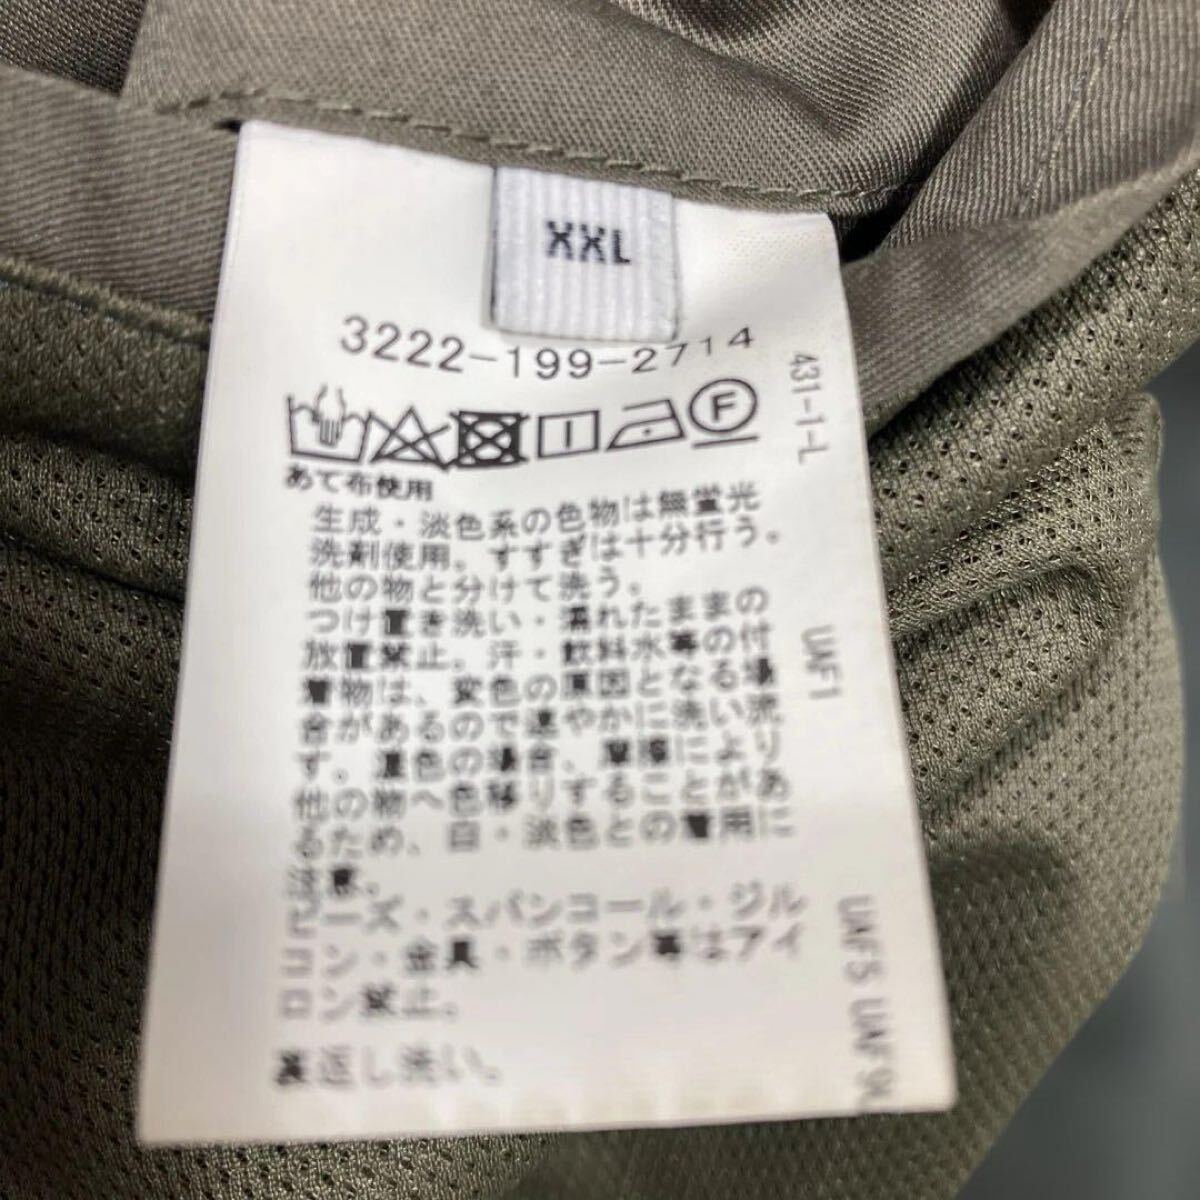 XXL
3222-199-2714
F
あて布使用
生成・淡色系の色物は無蛍光
洗剤使用。すすぎは十分行う。
他の物と分けて洗う。
つけ置き洗い・濡れたままの
放置禁止。汗・飲料水等の付
着物は、変色の原因となる場
合があるので速やかに洗い流
す。濃色の場合、摩擦により
他の物へ色移りすることがあ
るため、白・淡色との着用に
注意。
ビーズ・スパンコール・ジル
コン・金具・ボタン等はアイ
ロン禁止。
裏返し洗い。
431-1-L
UAF1
UAFS UAF